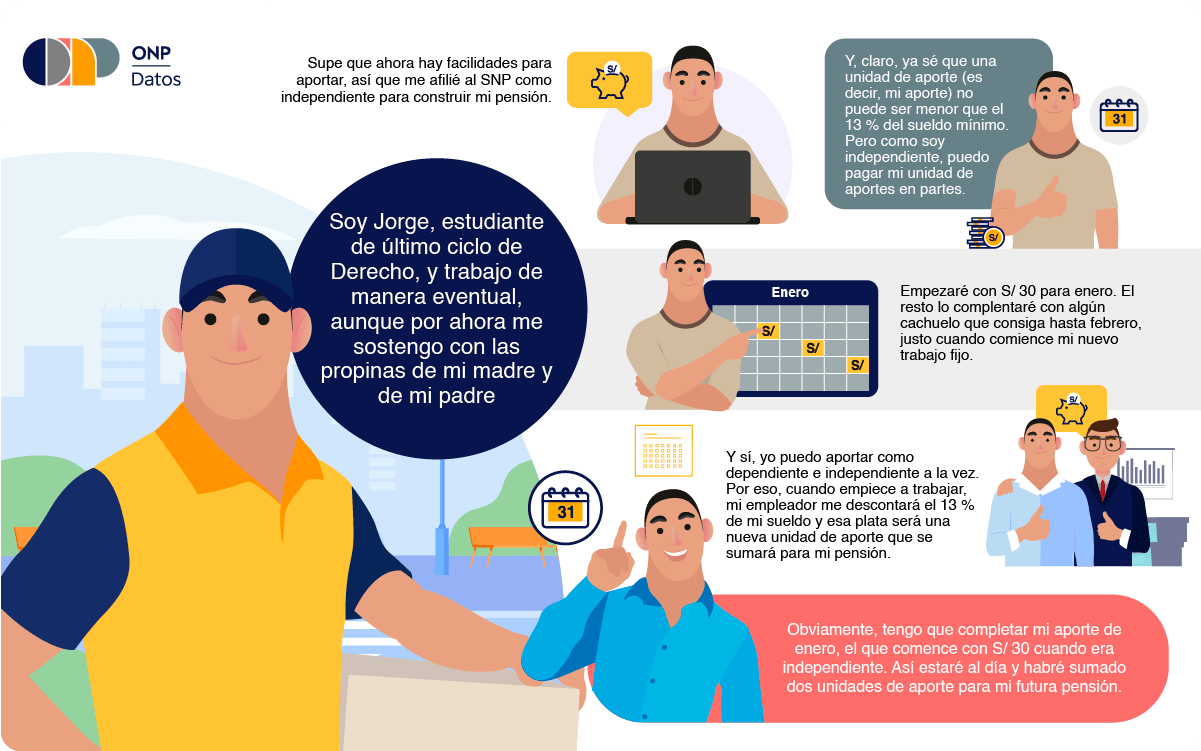 ONP
Datos
Supe que ahora hay facilidades para
aportar, así que me afilié al SNP como
independiente para construir mi pensión.
S/
Y, claro, ya sé que una
unidad de aporte (es
decir, mi aporte) no
puede ser menor que el
13 % del sueldo mínimo.
Pero como soy
independiente, puedo
pagar mi unidad de
aportes en partes.
31
S/
Soy Jorge, estudiante
de último ciclo de
Derecho, y trabajo de
manera eventual,
aunque por ahora me
sostengo con las
propinas de mi madre y
de mi padre
Enero
S/
S/
S/
Empezaré con S/ 30 para enero. El
resto lo complentaré con algún
cachuelo que consiga hasta febrero,
justo cuando comience mi nuevo
trabajo fijo.
31
Y sí, yo puedo aportar como
dependiente e independiente a la vez.
Por eso, cuando empiece a trabajar,
mi empleador me descontará el 13 %
de mi sueldo y esa plata será una
nueva unidad de aporte que se
sumará para mi pensión.
S/
Obviamente, tengo que completar mi aporte de
enero, el que comence con S/ 30 cuando era
independiente. Así estaré al día y habré sumado
dos unidades de aporte para mi futura pensión.